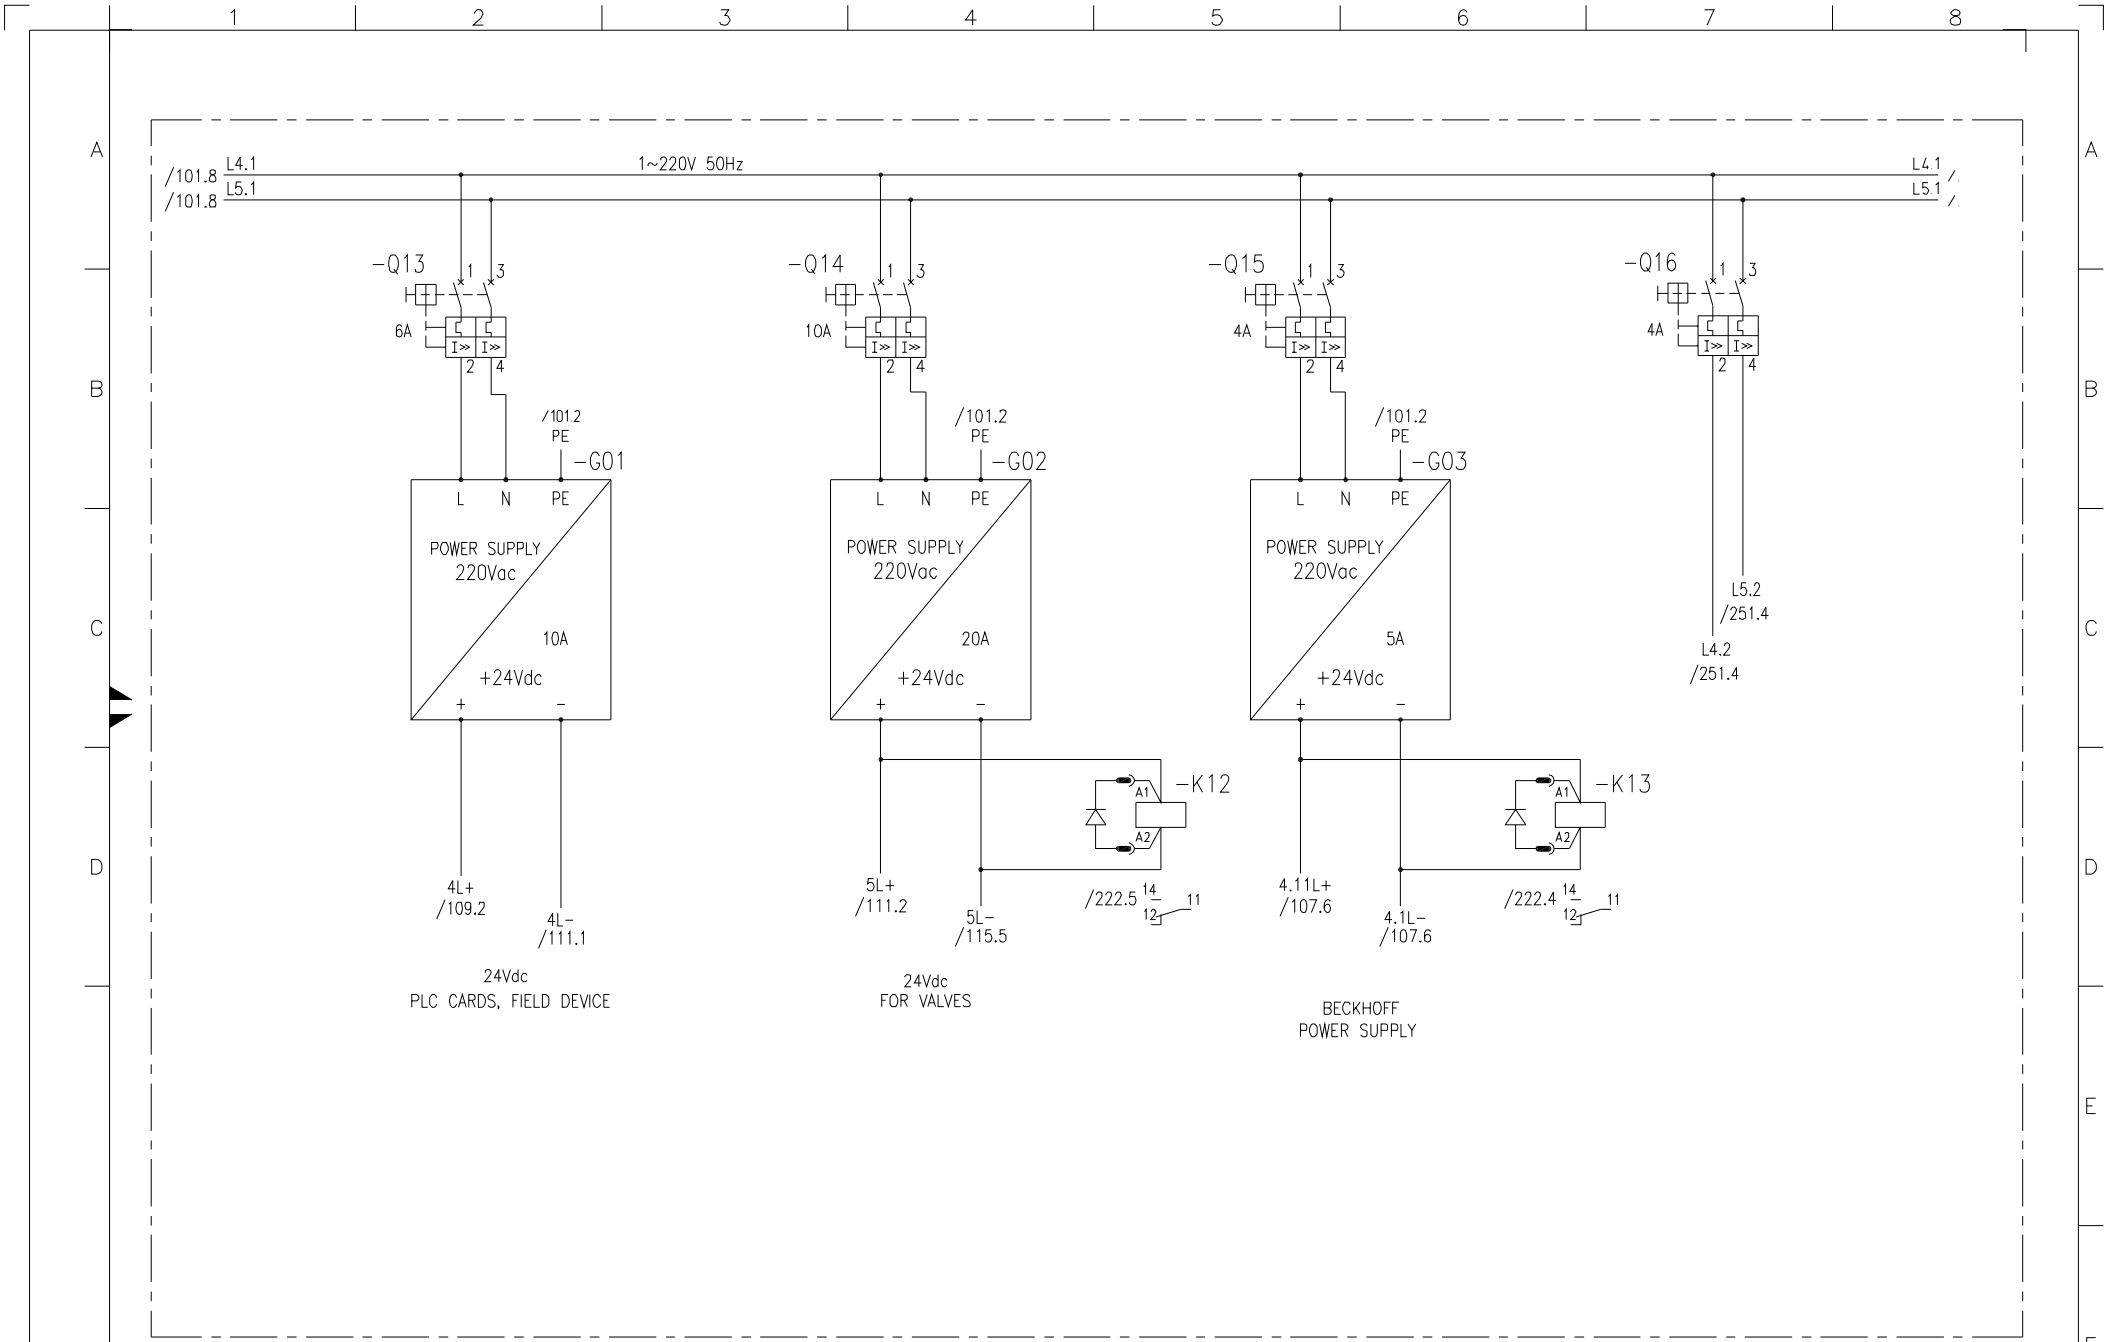 1 2 3 4 5 6 7 8
A A
L4.1 1~220V 50Hz L4.1
/101.8 /.
L5.1 L5.1
/101.8 /.
-Q13 1 3 -Q14 1 3 -Q15 1 3 -Q16 1 3
6A 10A 4A 4A
I>> I>> I>> I>> I>> I>> I>> I>>
2 4 2 4 2 4 2 4
B B
/101.2 /101.2 /101.2
PE PE PE
-G01 -G02 -G03
L N PE L N PE L N PE
POWER SUPPLY POWER SUPPLY POWER SUPPLY
220Vac 220Vac 220Vac
L5.2
/251.4
C C
10A 20A 5A
L4.2
/251.4
+24Vdc +24Vdc +24Vdc
+ - + - + -
-K12 -K13
A1 A1
A2 A2
D D
4L+ 5L+ 4.11L+
/109.2 /111.2 /107.6
/222.5 14 11 /222.4 14 11
12 12
4L- 5L- 4.1L-
/111.1 /115.5 /107.6
24Vdc 24Vdc
PLC CARDS, FIELD DEVICE FOR VALVES
BECKHOFF
POWER SUPPLY
E